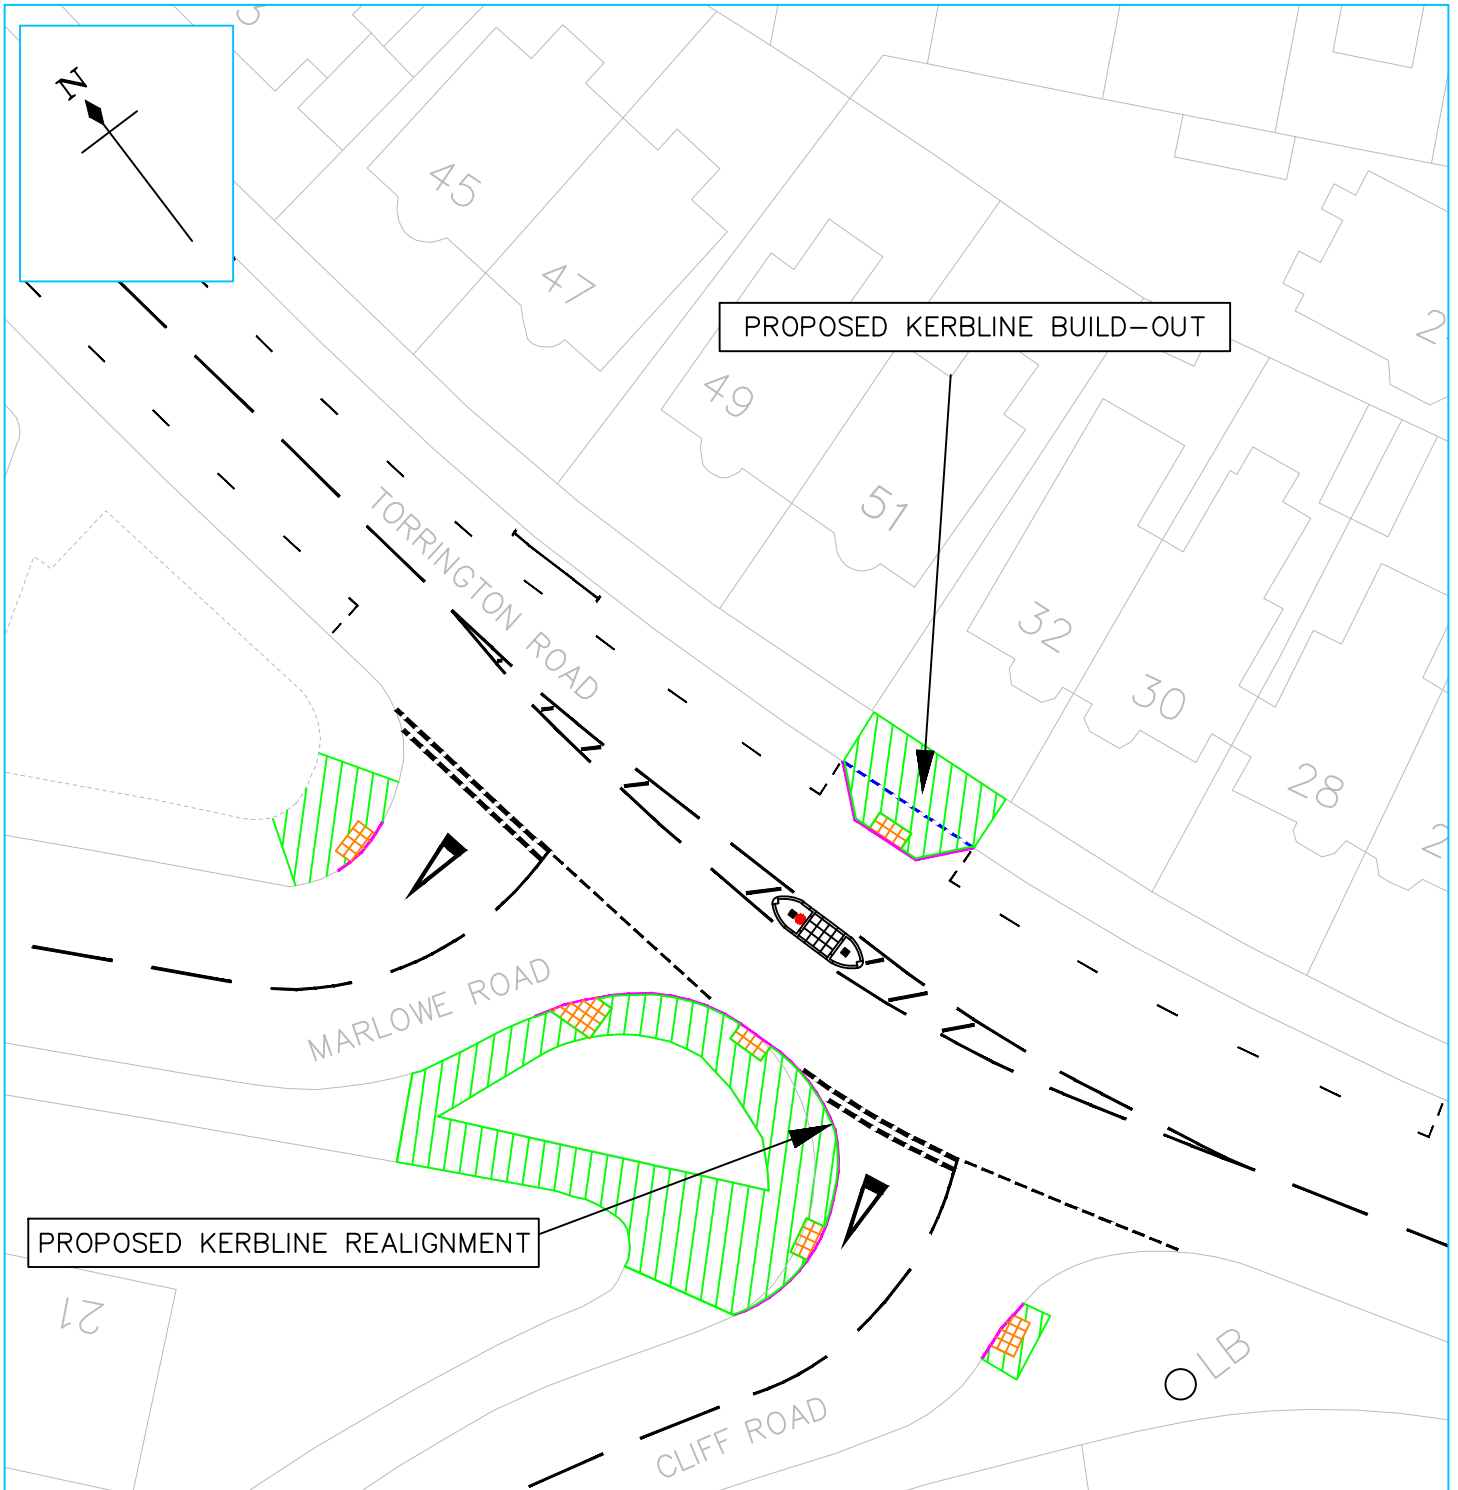 N
45
47
PROPOSED KERBLINE BUILD-OUT
49
51
TORRINGTON ROAD
32
30
28
MARLOWE ROAD
PROPOSED KERBLINE REALIGNMENT
21
LB
CLIFF ROAD